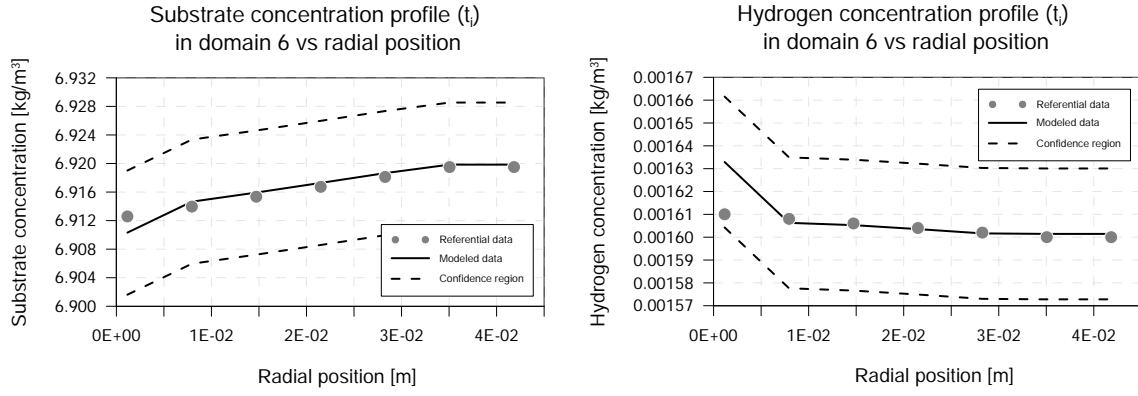 Substrate concentration profile (ti)
in domain 6 vs radial position
Substrate concentration [kg/m³]
6.932
6.928
6.924
6.920
6.916
6.912
6.908
6.904
6.900
0E+00 1E-02 2E-02 3E-02 4E-02
Radial position [m]
Referential data
Modeled data
Confidence region
Hydrogen concentration profile (ti)
in domain 6 vs radial position
Hydrogen concentration [kg/m³]
0.00167
0.00166
0.00165
0.00164
0.00163
0.00161
0.00160
0.00159
0.00158
0.00157
0E+00 1E-02 2E-02 3E-02 4E-02
Radial position [m]
Referential data
Modeled data
Confidence region